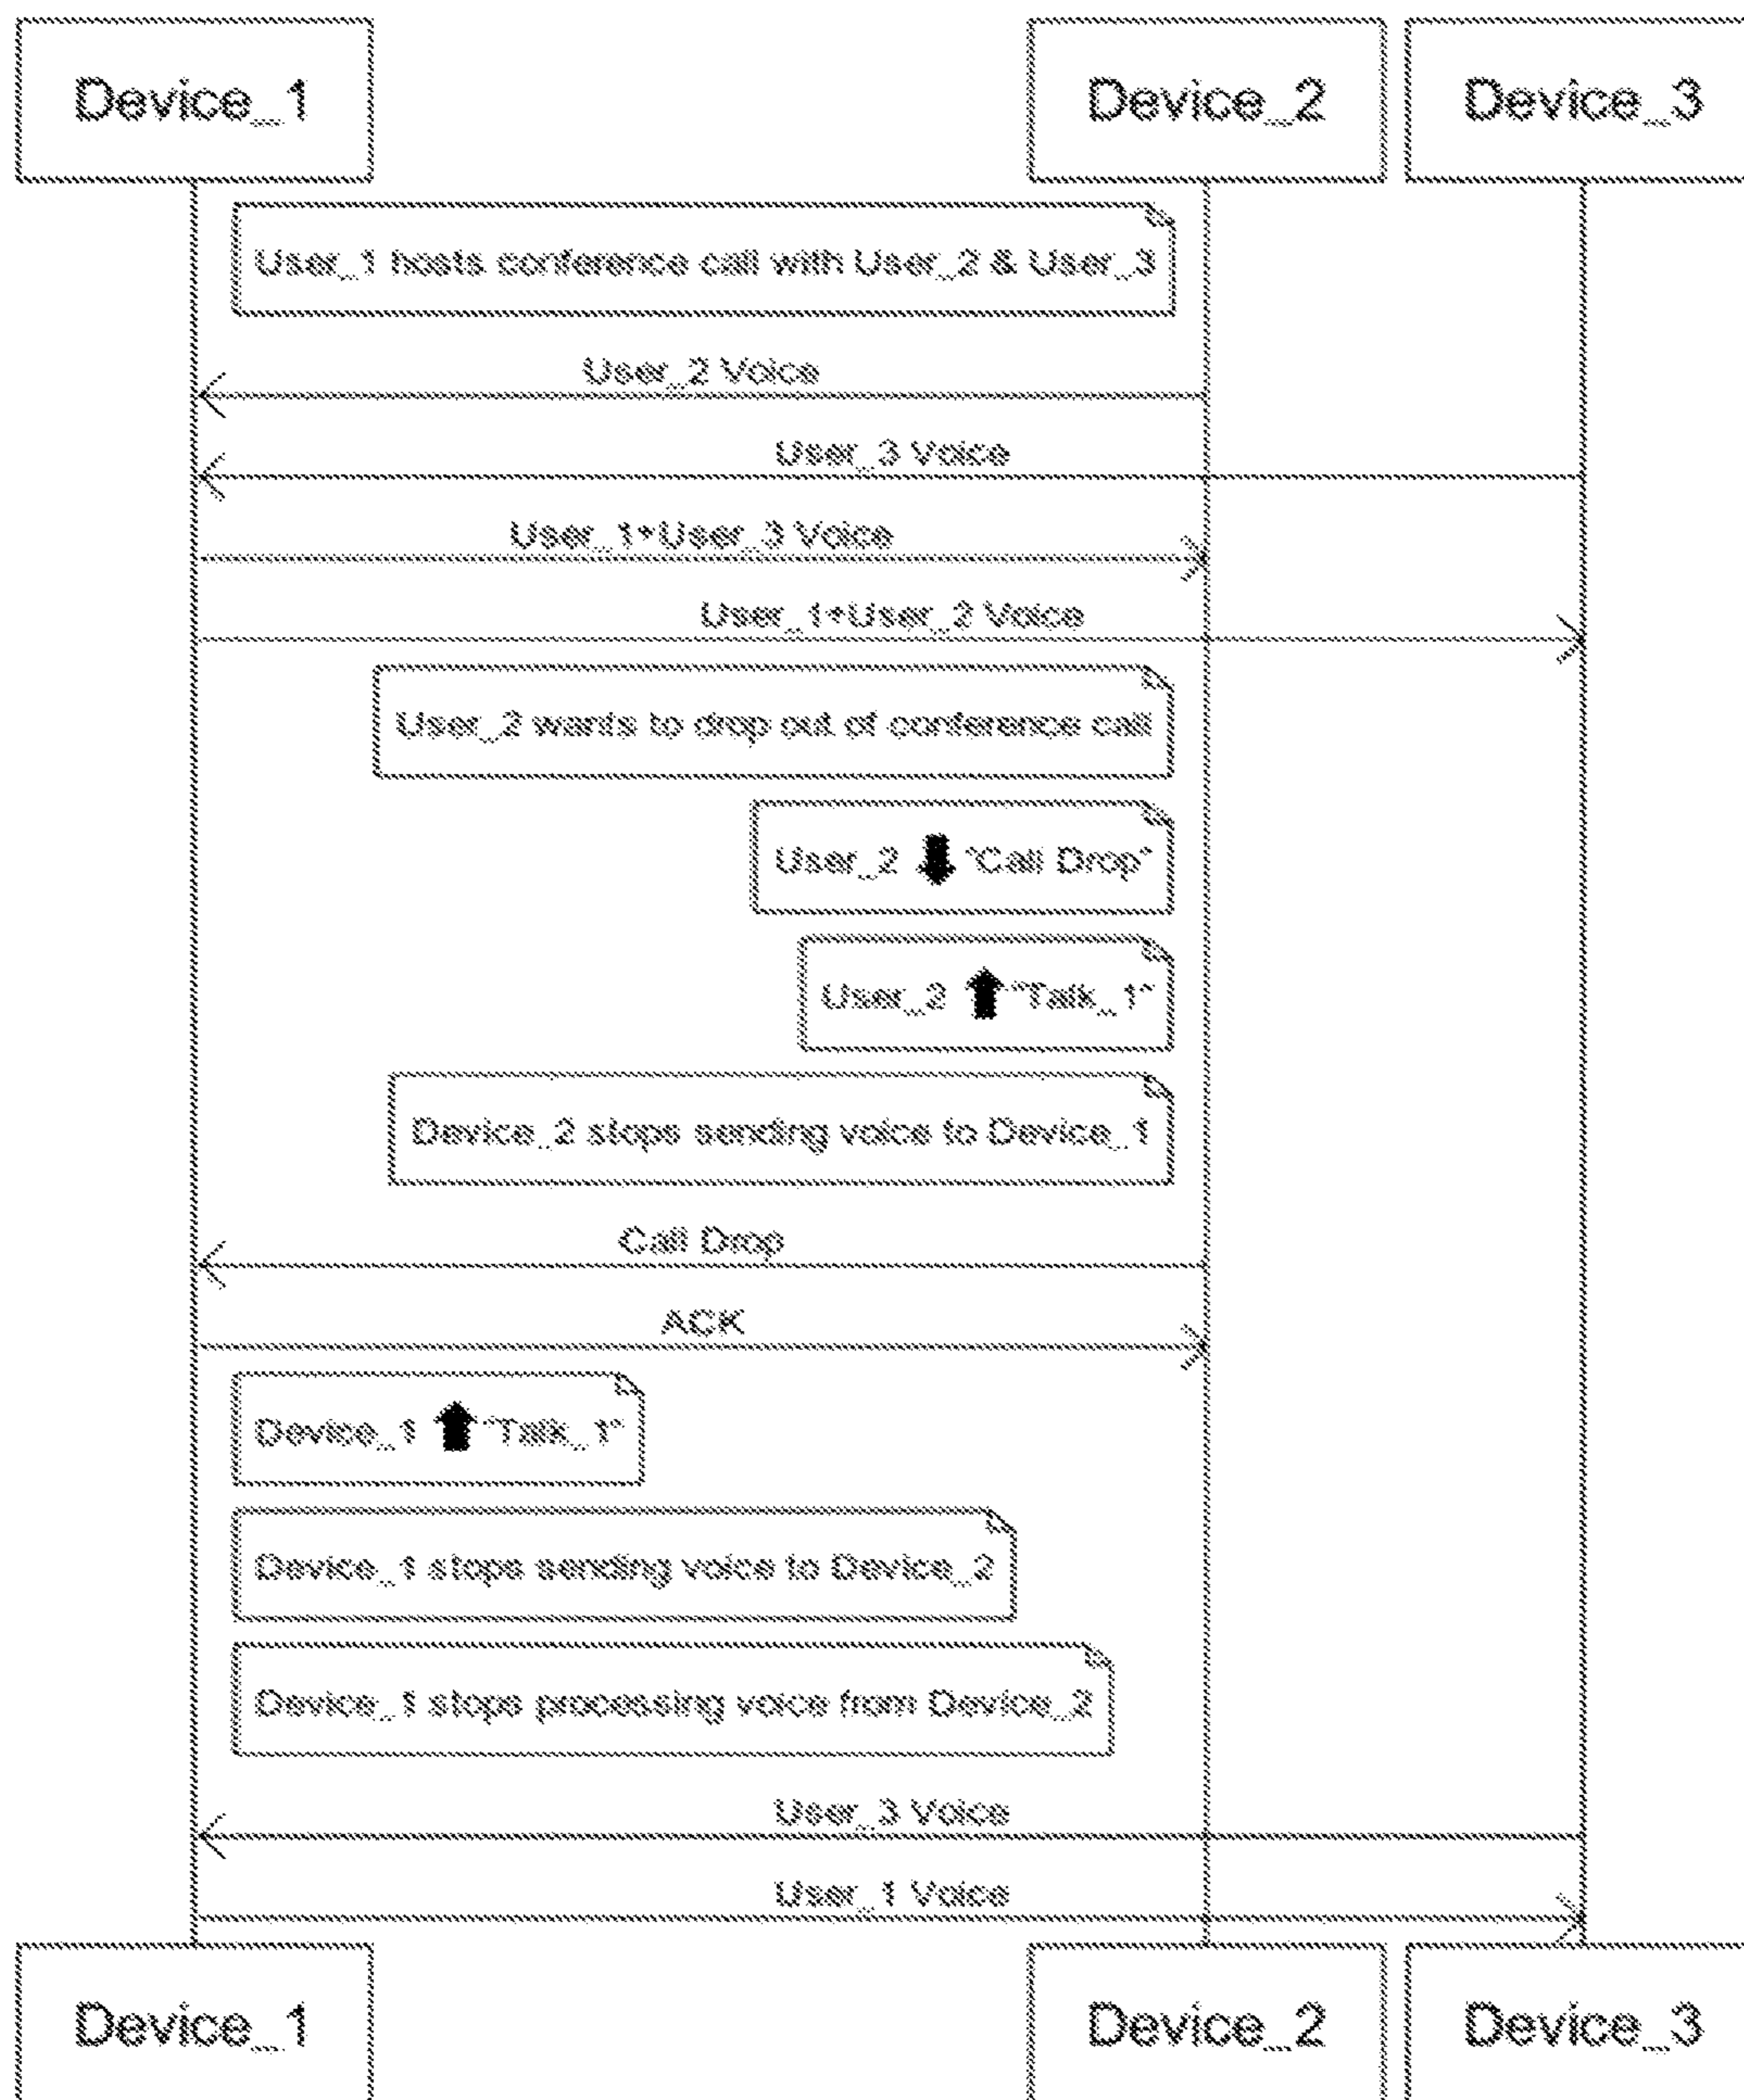 Device_1
Device_2
Device_3
User_1 hosts conference call with User_2 & User_3
User_2 Voice
User_3 Voice
User_1+User_3 Voice
User_1+User_2 Voice
User_2 wants to drop out of conference call
User_2 ⬇ "Call Drop"
User_2 ⬆ "Talk_1"
Device_2 stops sending voice to Device_1
Call Drop
ACK
Device_1 ⬆ "Talk_1"
Device_1 stops sending voice to Device_2
Device_1 stops processing voice from Device_2
User_3 Voice
User_1 Voice
Device_1
Device_2
Device_3